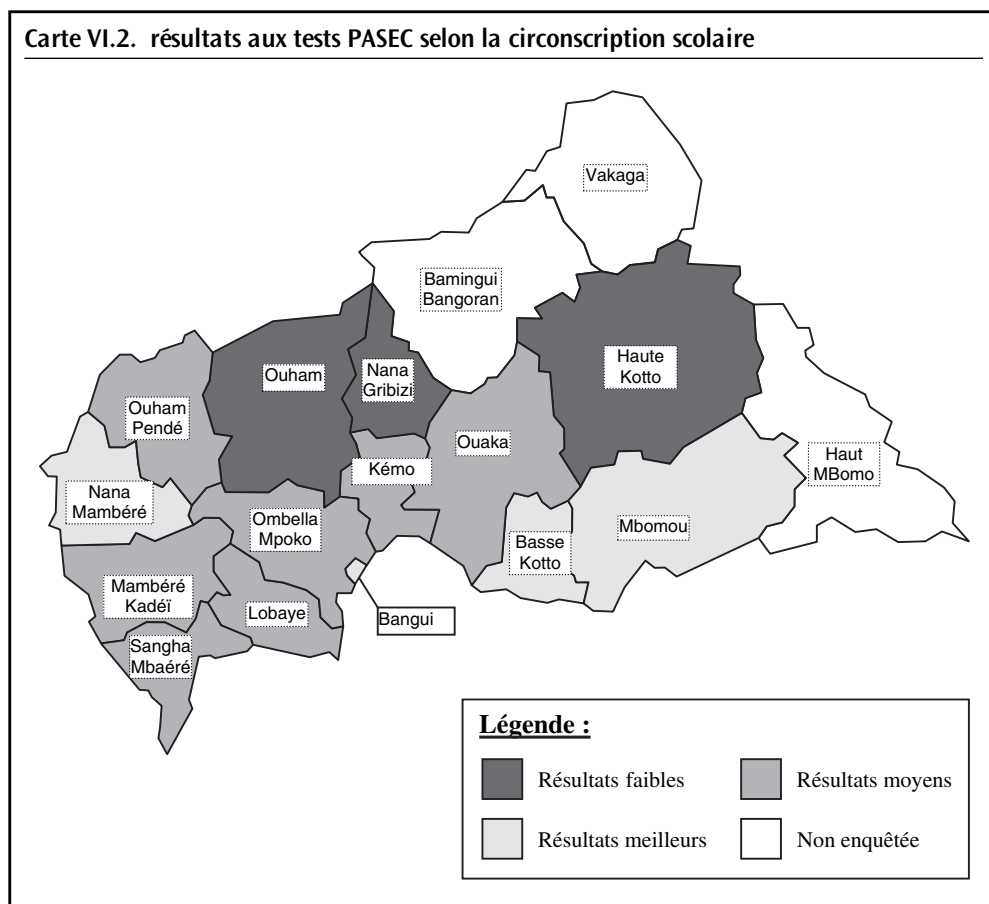 Carte VI.2. résultats aux tests PASEC selon la circonscription scolaire
Vakaga
Bamingui
Bangoran
Haute
Kotto
Ouham
Nana
Gribizi
Ouham
Pendé
Ouaka
Kémo
Haut
MBomo
Nana
Mambéré
Ombella
Mpoko
Basse
Kotto
Mbomou
Mambéré
Kadéï
Lobaye
Bangui
Sangha
Mbaéré
Légende :
Résultats faibles
Résultats moyens
Résultats meilleurs
Non enquêtée